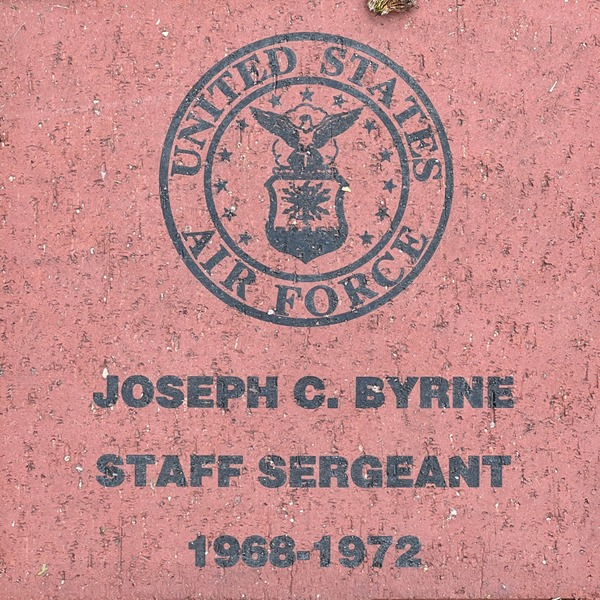 UNITED STATES
AIR FORCE
JOSEPH C. BYRNE
STAFF SERGEANT
1968-1972